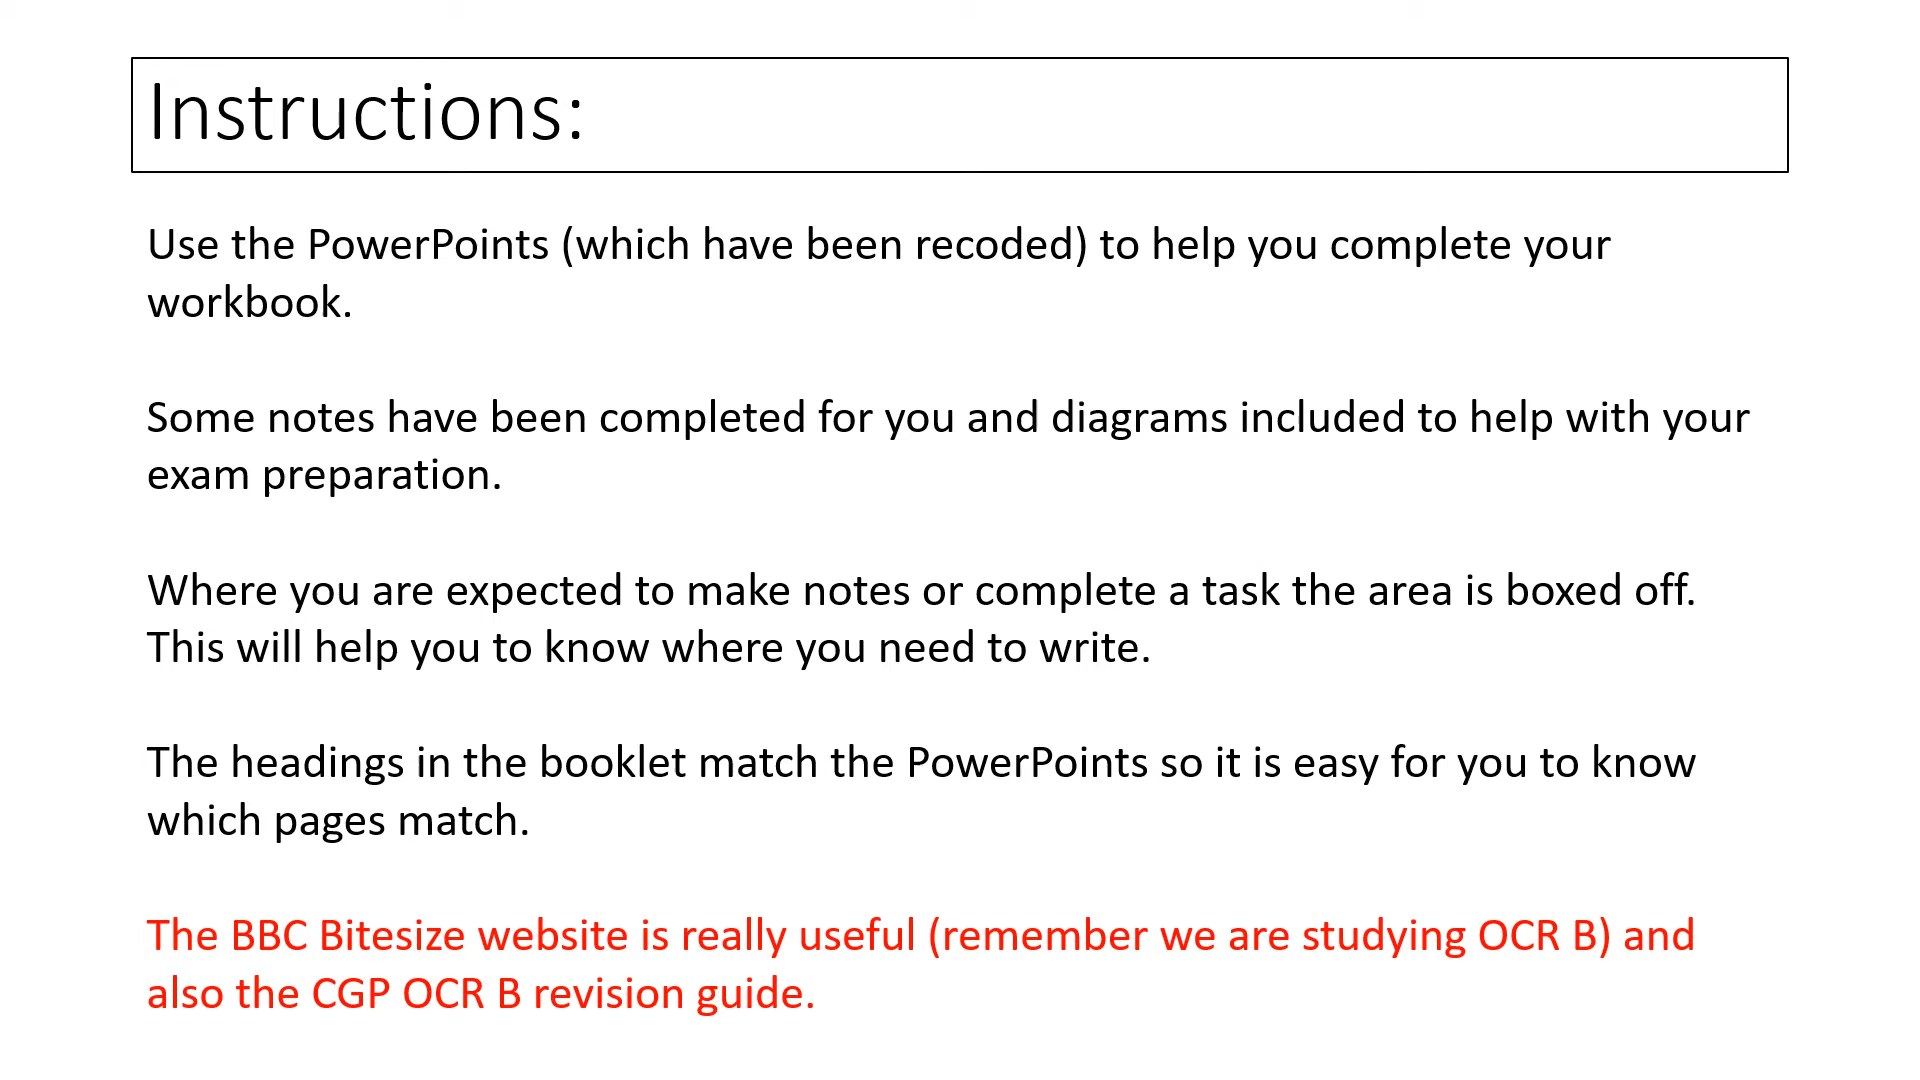 Instructions:
Use the PowerPoints (which have been recoded) to help you complete your
workbook.
Some notes have been completed for you and diagrams included to help with your
exam preparation.
Where you are expected to make notes or complete a task the area is boxed off.
This will help you to know where you need to write.
The headings in the booklet match the PowerPoints so it is easy for you to know
which pages match.
The BBC Bitesize website is really useful (remember we are studying OCR B) and
also the CGP OCR B revision guide.